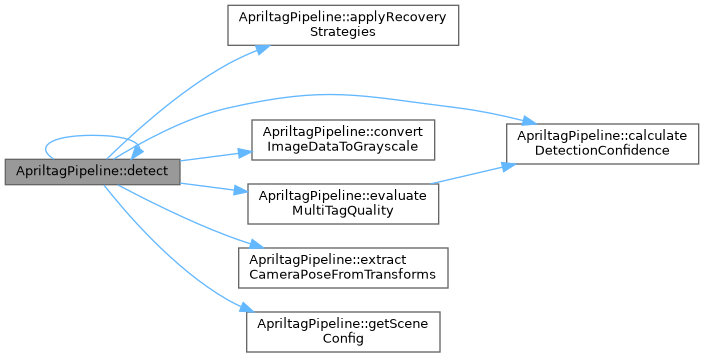 ApriltagPipeline::applyRecovery
Strategies
ApriltagPipeline::convert
ImageDataToGrayscale
ApriltagPipeline::calculate
DetectionConfidence
ApriltagPipeline::detect
ApriltagPipeline::evaluate
MultiTagQuality
ApriltagPipeline::extract
CameraPoseFromTransforms
ApriltagPipeline::getScene
Config